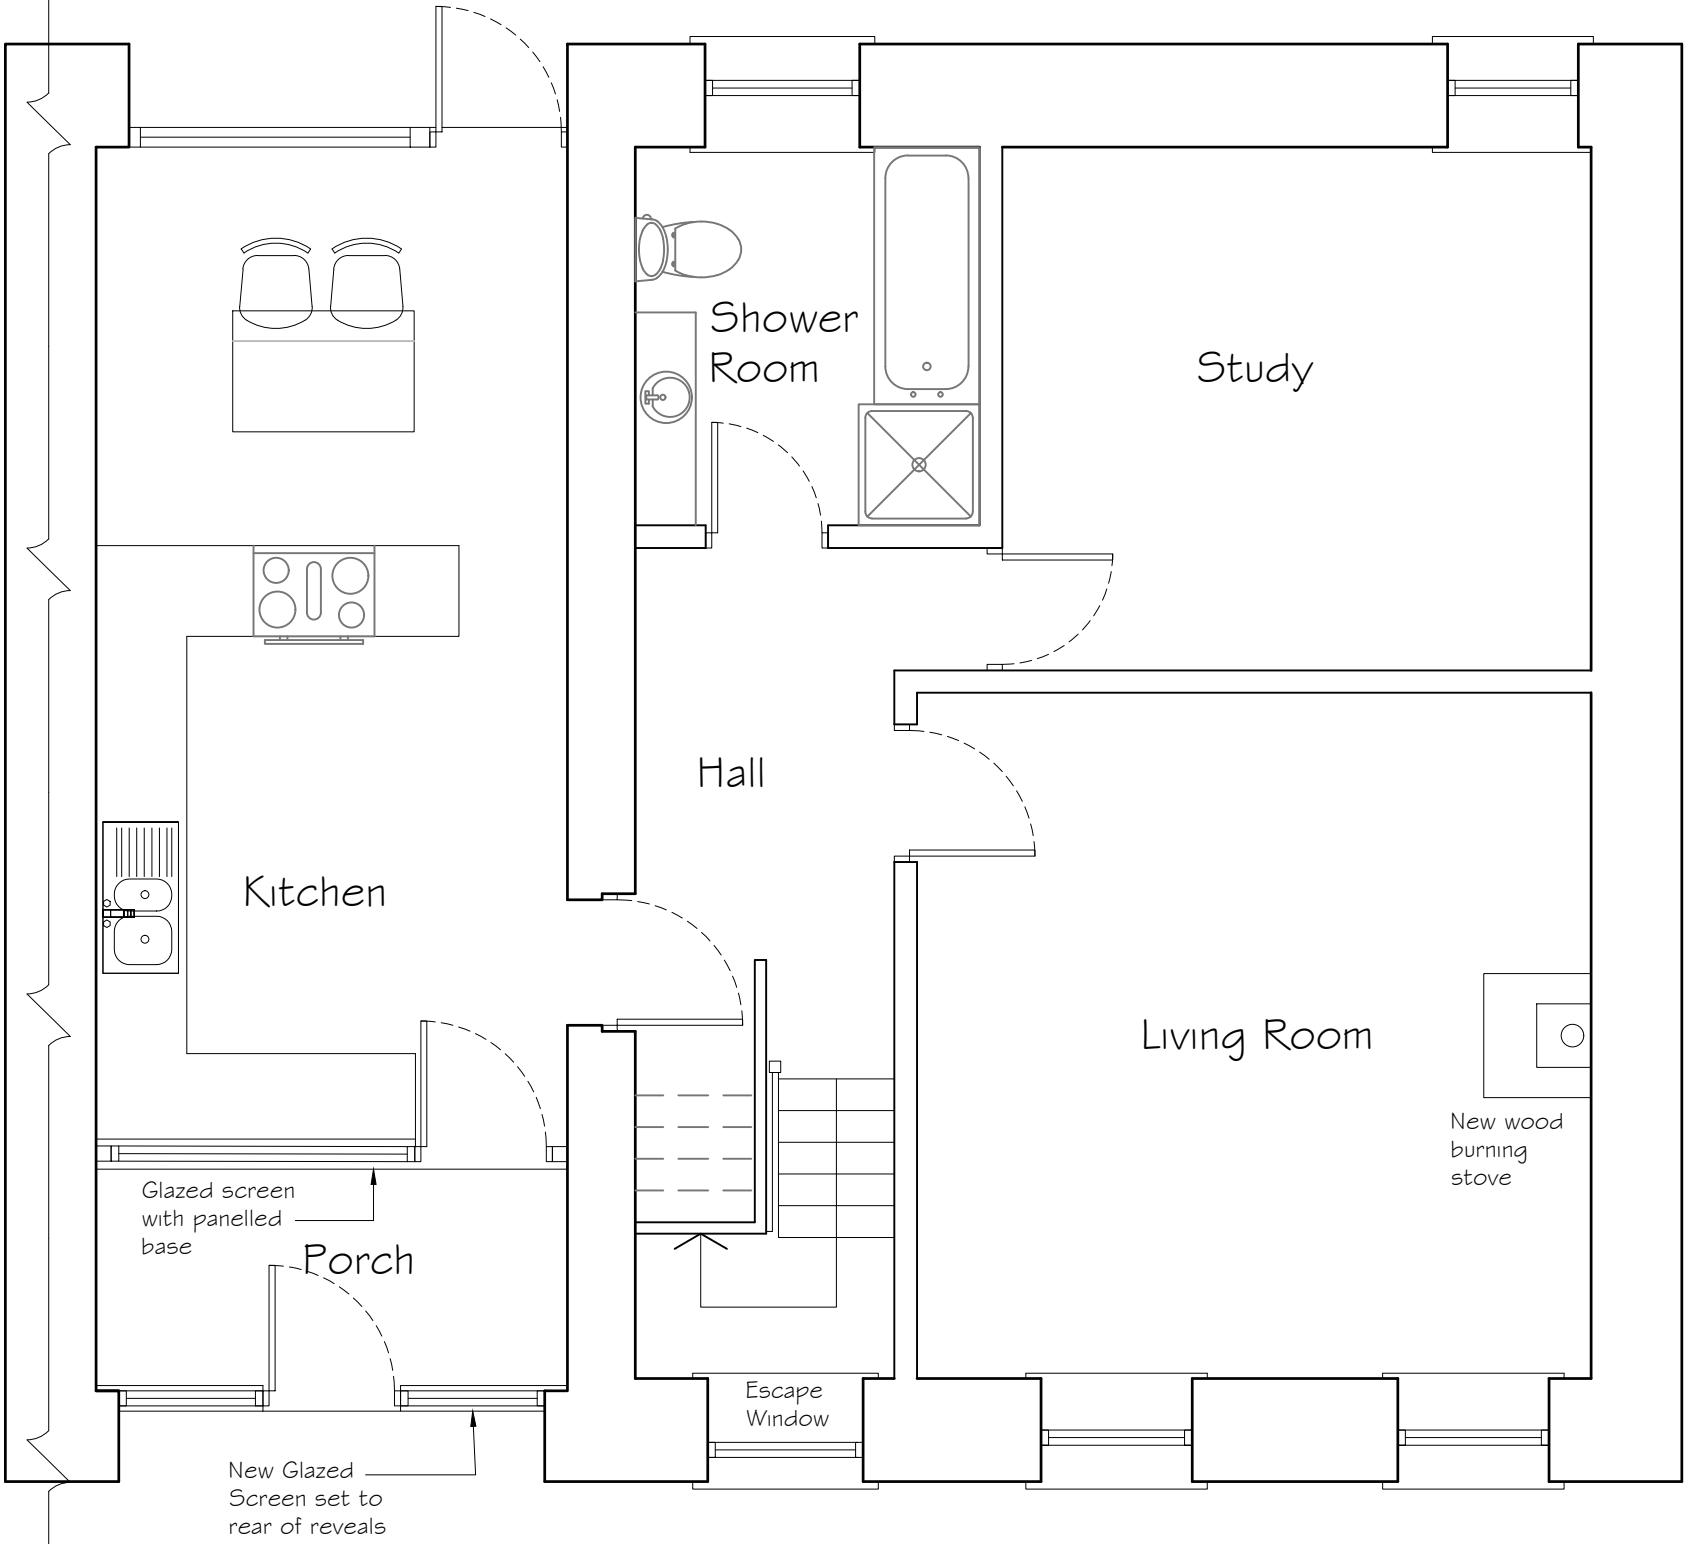 Shower
Room
Study
Hall
Kitchen
Living Room
New wood
burning
stove
Glazed screen
with panelled
base
Porch
Escape
Window
New Glazed
Screen set to
rear of reveals